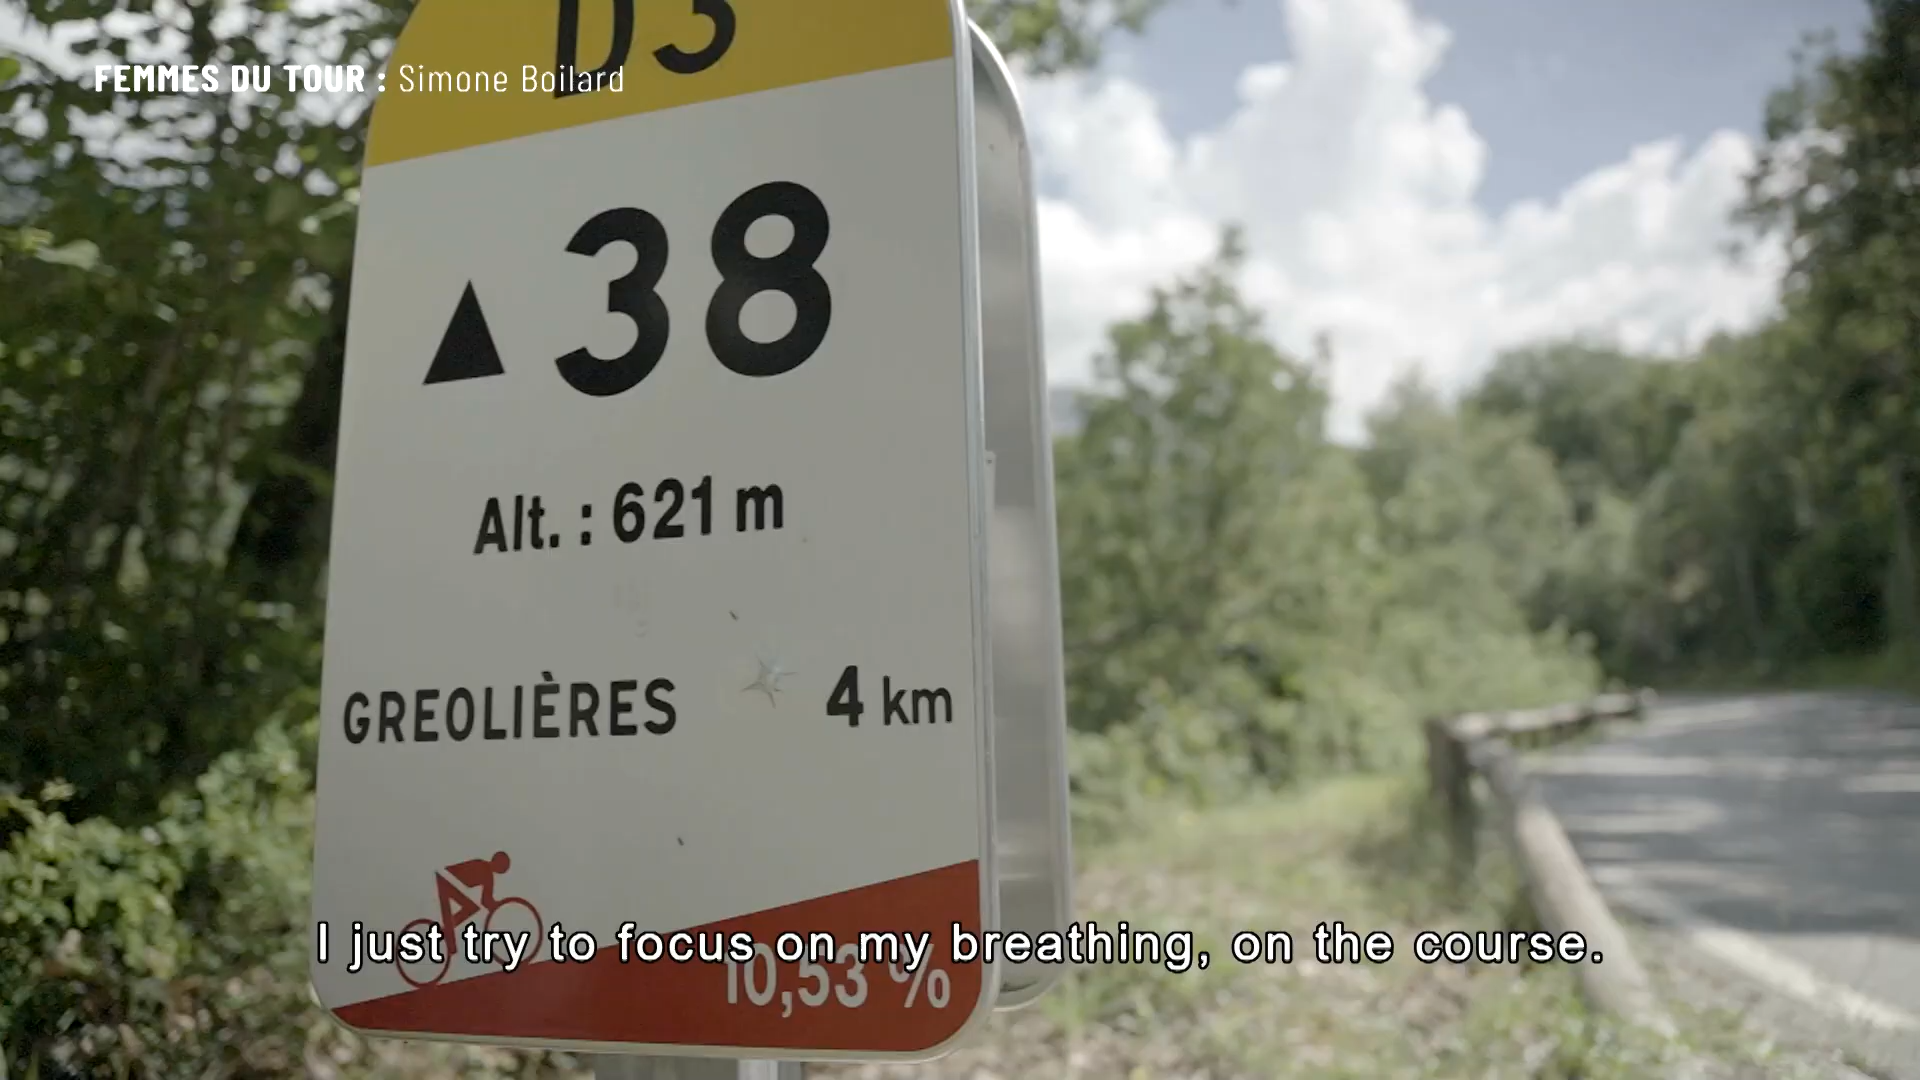 D3
FEMMES DU TOUR : Simone Boilard
38
Alt. : 621 m
GREOLIÈRES 4 km
I just try to focus on my breathing, on the course.
10,53 %